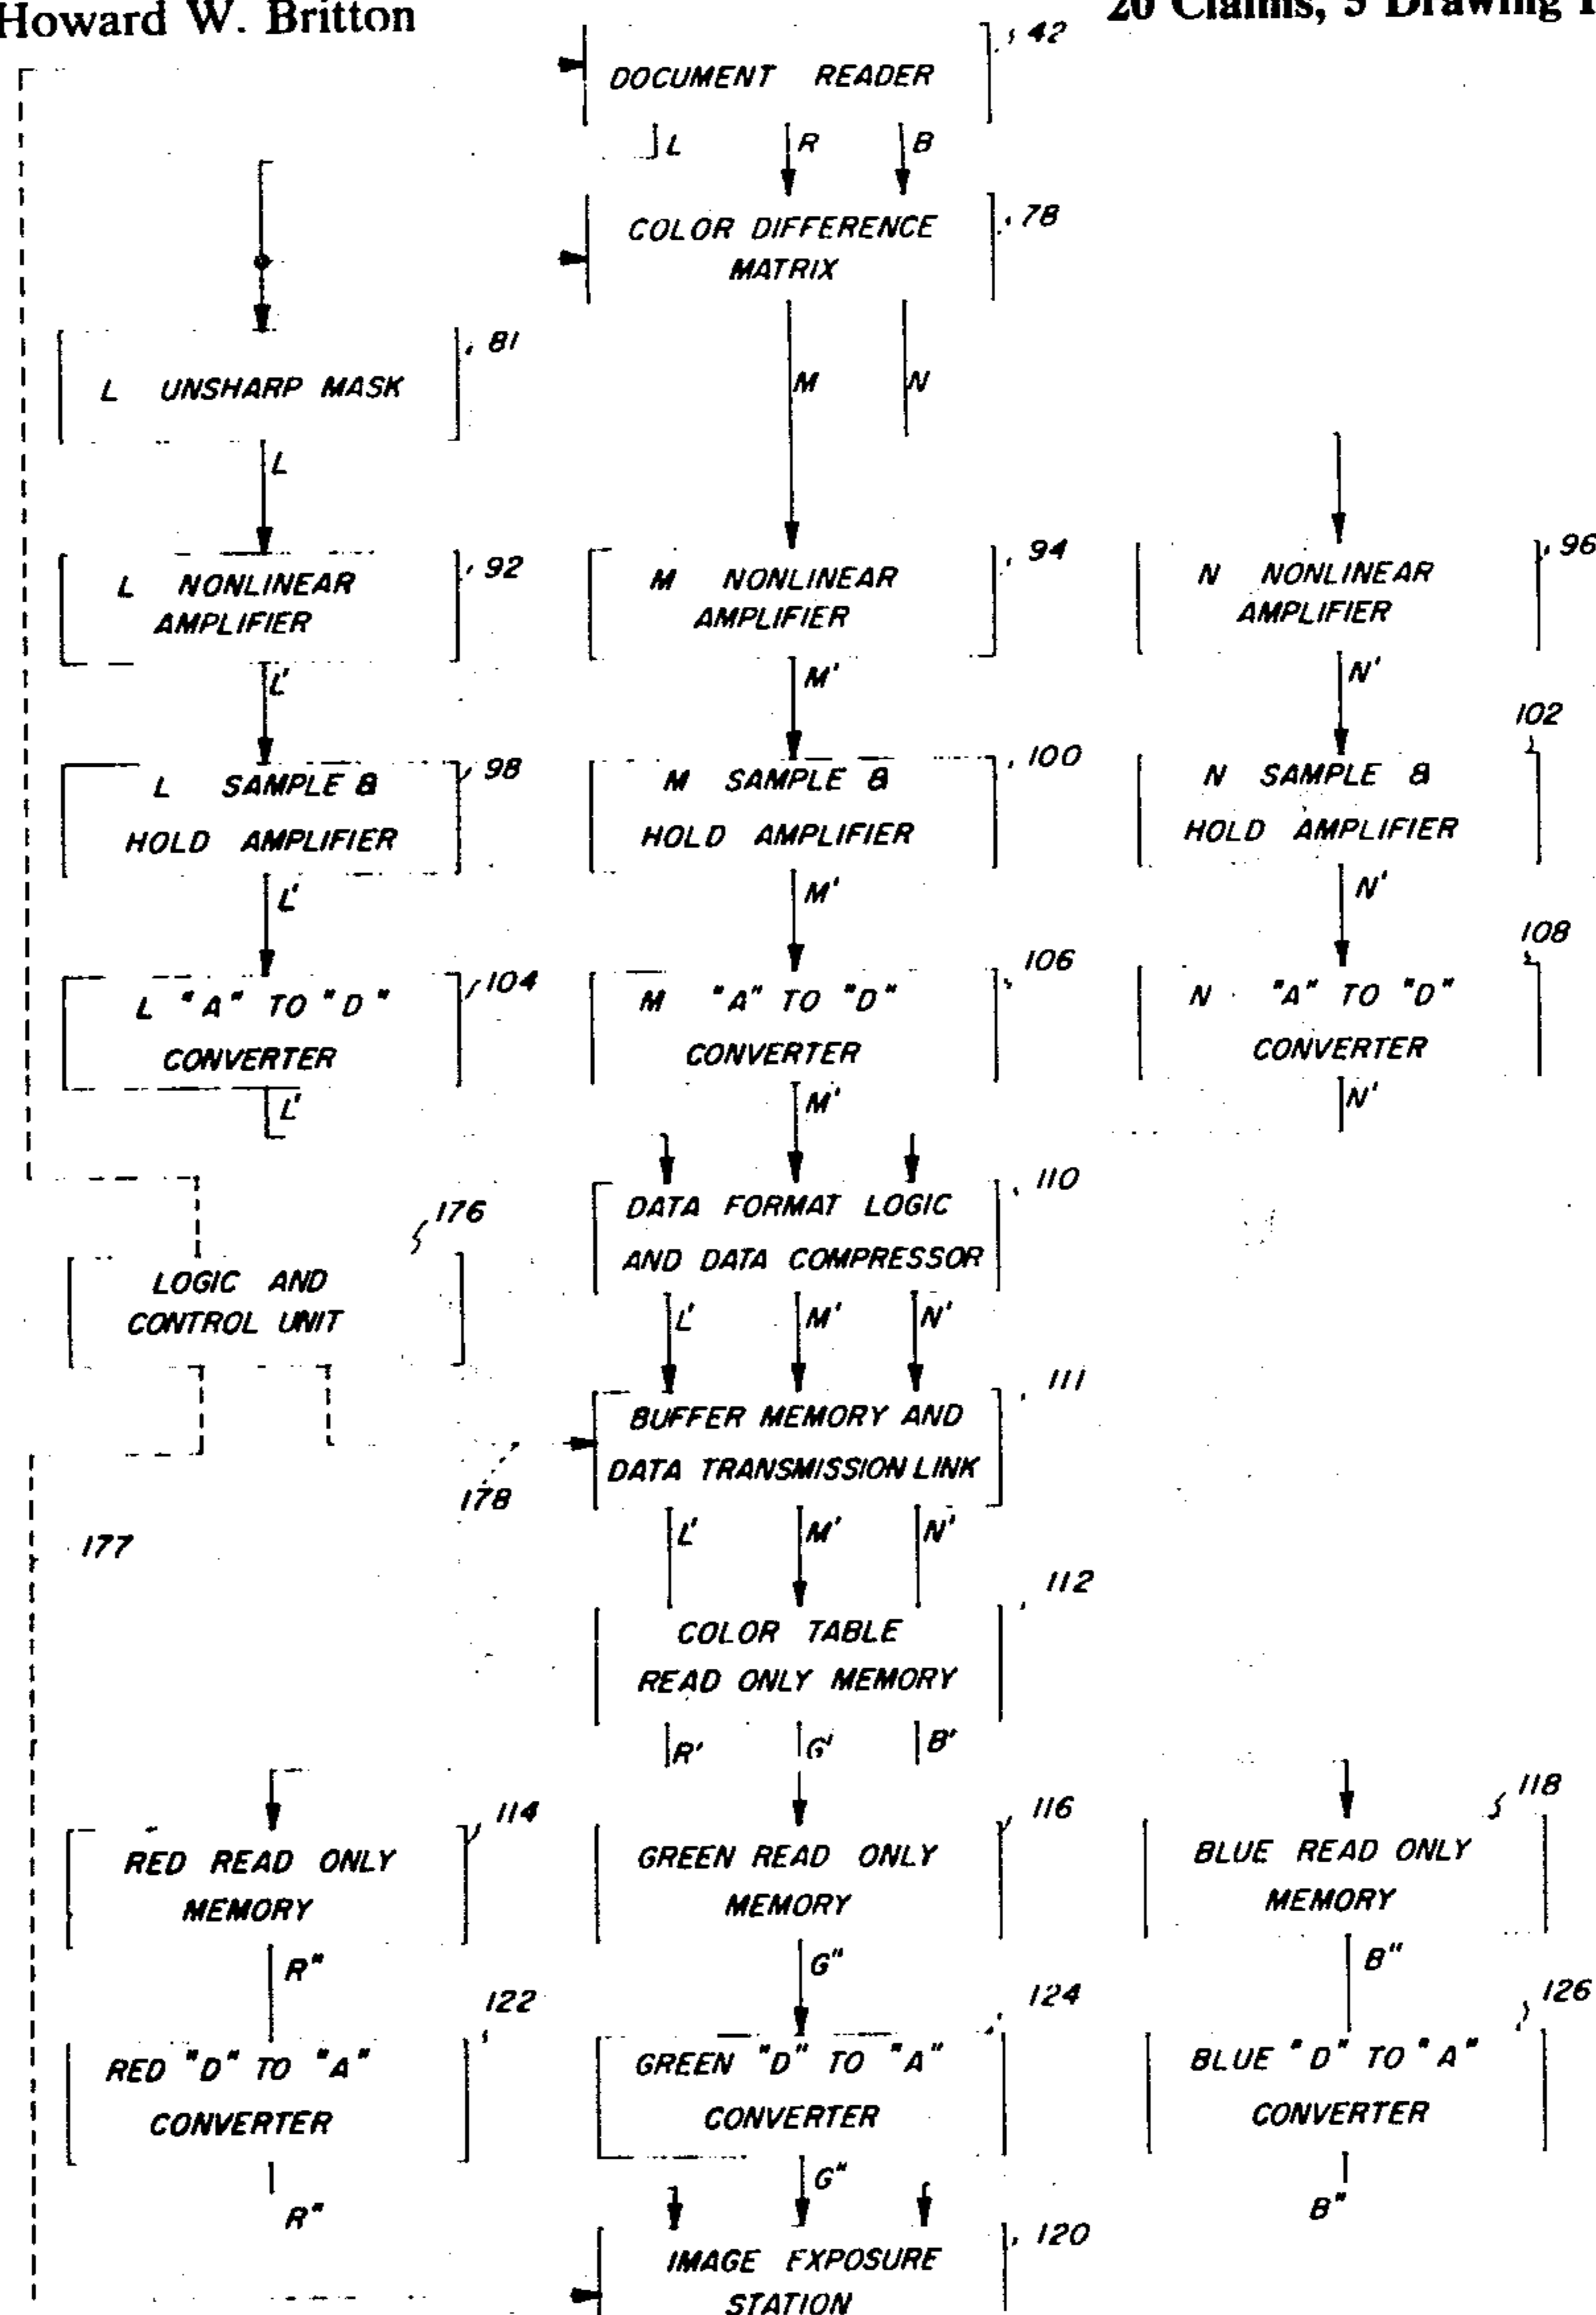 Howard W. Britton
20 Claims, 5 Drawing
42
DOCUMENT READER
L R B
COLOR DIFFERENCE
MATRIX
78
L UNSHARP MASK
81
M N
L
L NONLINEAR
AMPLIFIER
92
M NONLINEAR
AMPLIFIER
94
N NONLINEAR
AMPLIFIER
96
L' M' N'
L SAMPLE &
HOLD AMPLIFIER
98
M SAMPLE &
HOLD AMPLIFIER
100
N SAMPLE &
HOLD AMPLIFIER
102
L' M' N'
L "A" TO "D"
CONVERTER
104
M "A" TO "D"
CONVERTER
106
N "A" TO "D"
CONVERTER
108
L' M' N'
DATA FORMAT LOGIC
AND DATA COMPRESSOR
110
LOGIC AND
CONTROL UNIT
176
L' M' N'
BUFFER MEMORY AND
DATA TRANSMISSION LINK
111
178
177
L' M' N'
COLOR TABLE
READ ONLY MEMORY
112
R' G' B'
RED READ ONLY
MEMORY
114
GREEN READ ONLY
MEMORY
116
BLUE READ ONLY
MEMORY
118
R" G" B"
RED "D" TO "A"
CONVERTER
122
GREEN "D" TO "A"
CONVERTER
124
BLUE "D" TO "A"
CONVERTER
126
R" G" B"
IMAGE EXPOSURE
STATION
120